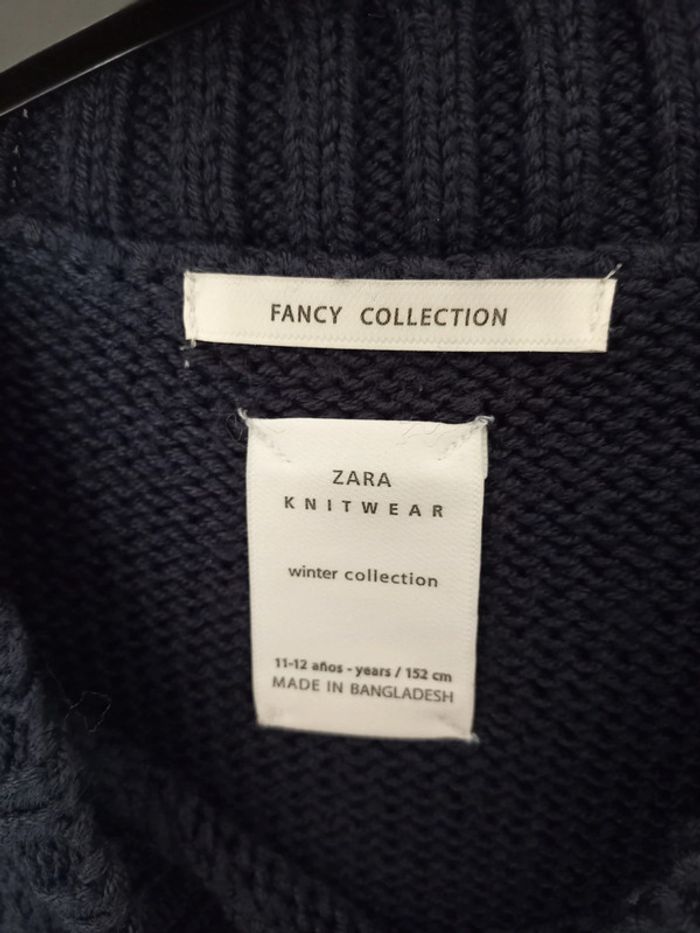 FANCY COLLECTION
ZARA
KNITWEAR
winter collection
11-12 años - years / 152 cm
MADE IN BANGLADESH